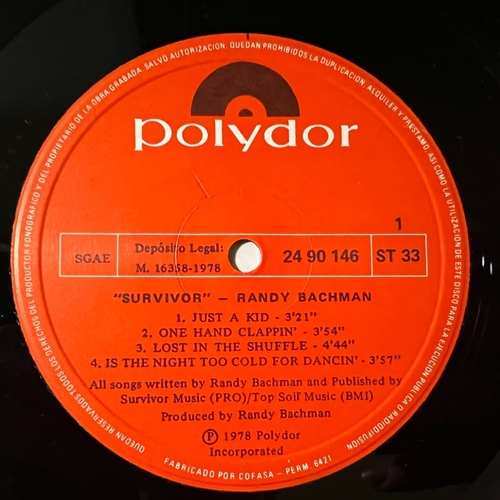 QUEDAN RESERVADOS TODOS LOS DERECHOS DEL PRODUCTOR FONOGRAFICO Y DEL PROPIETARIO DE LA OBRA GRABADA. SALVO AUTORIZACION, QUEDAN PROHIBIDOS LA DUPLICACION, ALQUILER Y PRESTAMO, ASI COMO LA UTILIZACION DE ESTE DISCO PARA LA EJECUCION PUBLICA O RADIODIFUSION
polydor
1
SGAE
Depósito Legal:
M. 16358-1978
24 90 146
ST 33
"SURVIVOR" — RANDY BACHMAN
1. JUST A KID - 3'21"
2. ONE HAND CLAPPIN' - 3'54"
3. LOST IN THE SHUFFLE - 4'44"
4. IS THE NIGHT TOO COLD FOR DANCIN' - 3'57"
All songs written by Randy Bachman and Published by
Survivor Music (PRO)/Top Soil Music (BMI)
Produced by Randy Bachman
Ⓟ 1978 Polydor
Incorporated
FABRICADO POR COFASA - PERM. 6421